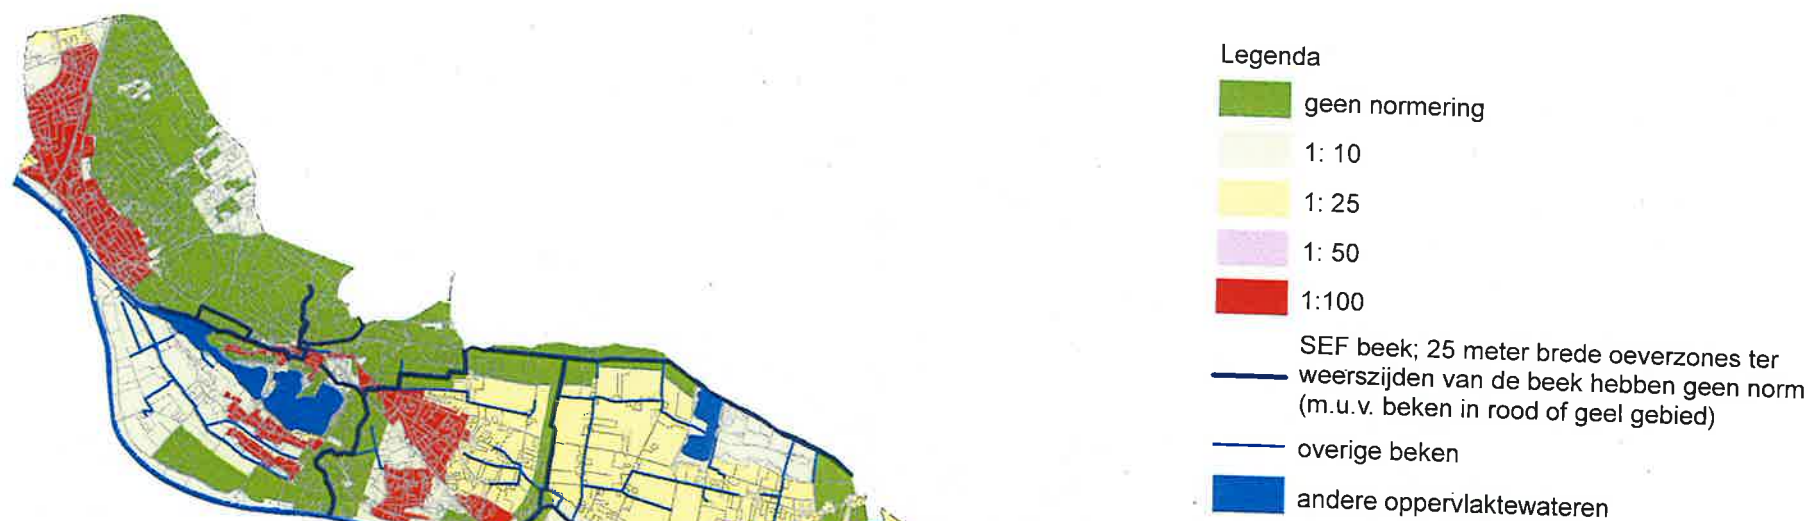 Legenda
geen normering
1: 10
1: 25
1: 50
1:100
SEF beek; 25 meter brede oeverzones ter
weerszijden van de beek hebben geen norm
(m.u.v. beken in rood of geel gebied)
overige beken
andere oppervlaktewateren